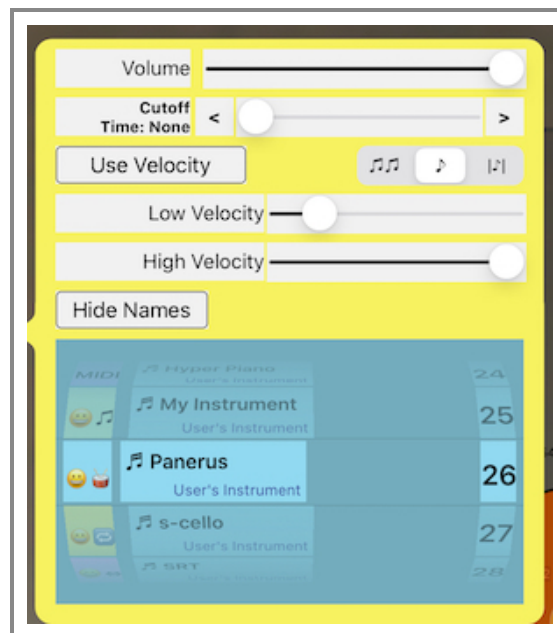 Volume
Cutoff
Time: None < >
Use Velocity
Low Velocity
High Velocity
Hide Names
MIDI Hyper Piano 24
User's Instrument
My Instrument 25
User's Instrument
Panerus 26
User's Instrument
s-cello 27
User's Instrument
SRT 28